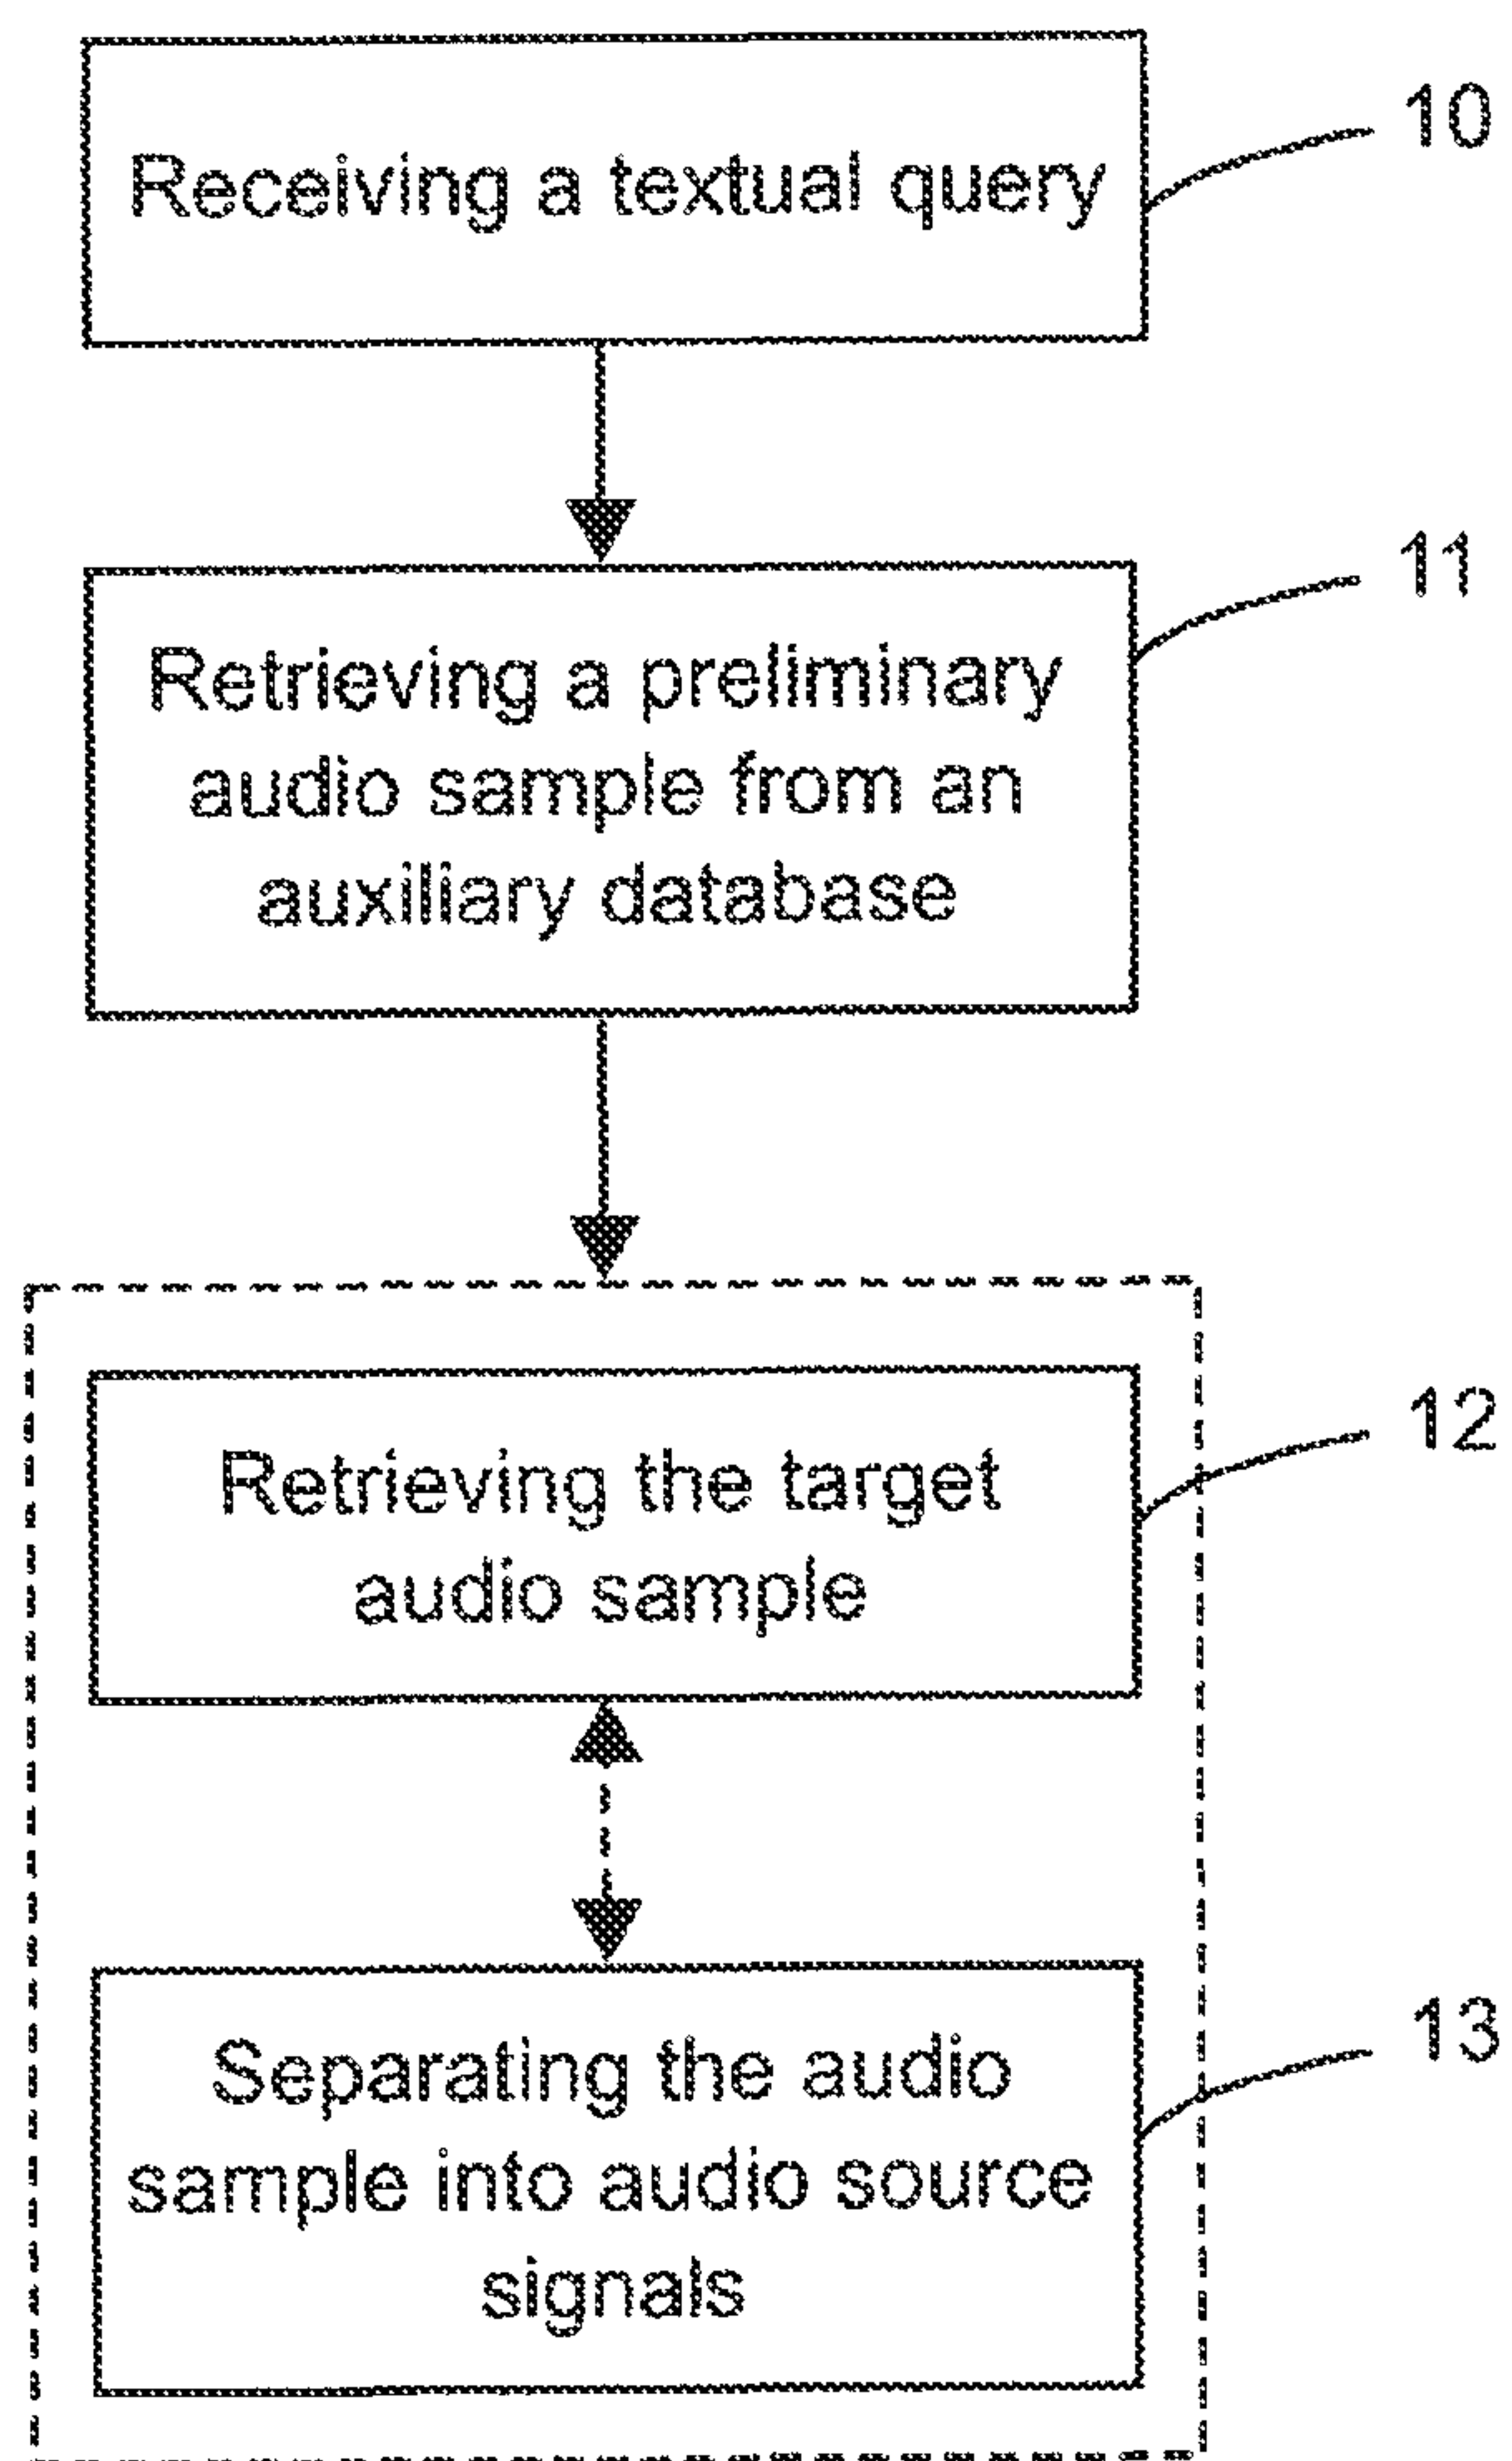 Receiving a textual query
10
Retrieving a preliminary
audio sample from an
auxiliary database
11
Retrieving the target
audio sample
12
Separating the audio
sample into audio source
signals
13